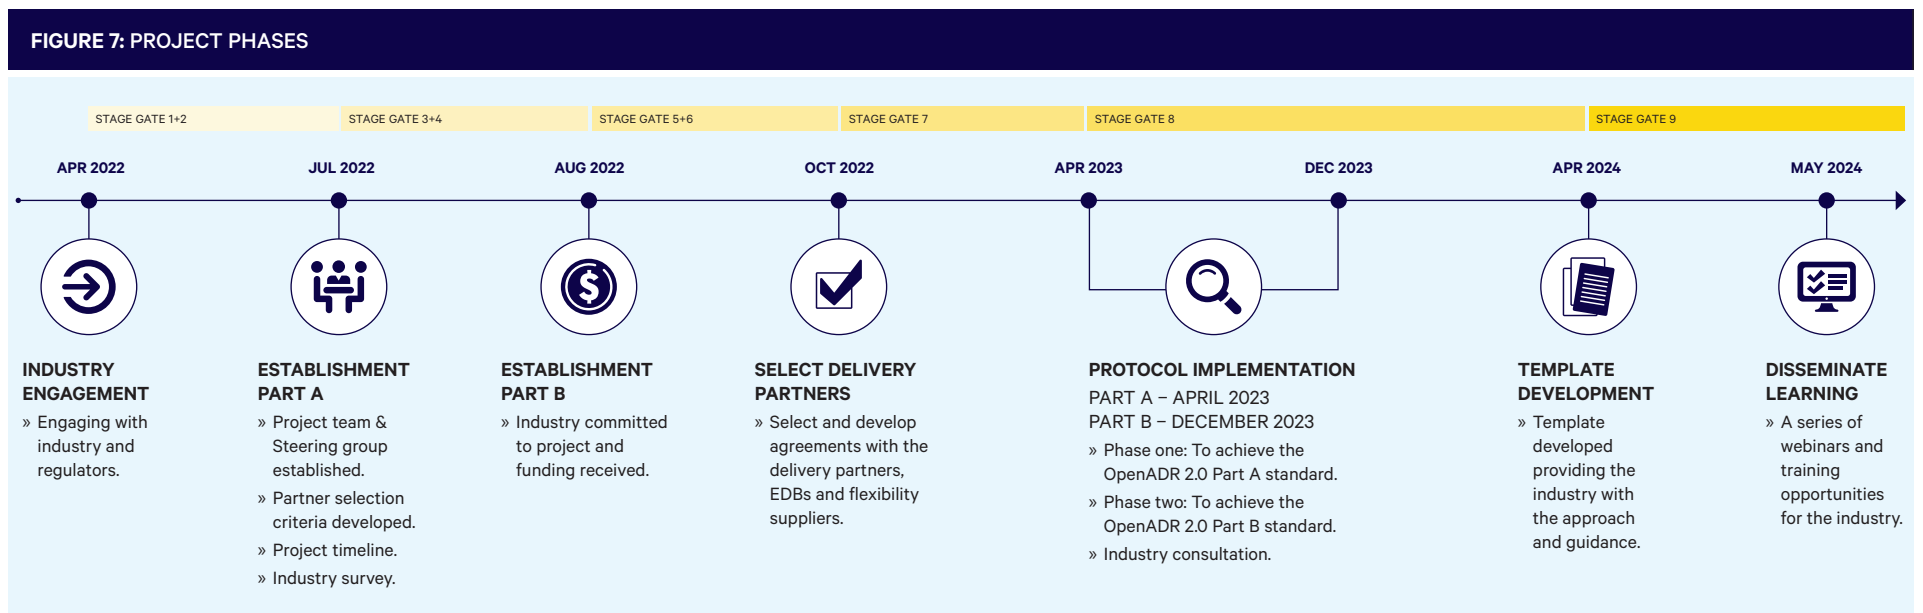 FIGURE 7: PROJECT PHASES
STAGE GATE 1+2
STAGE GATE 3+4
STAGE GATE 5+6
STAGE GATE 7
STAGE GATE 8
STAGE GATE 9
APR 2022
JUL 2022
AUG 2022
OCT 2022
APR 2023
DEC 2023
APR 2024
MAY 2024
$
INDUSTRY
ENGAGEMENT
» Engaging with
industry and
regulators.
ESTABLISHMENT
PART A
» Project team &
Steering group
established.
» Partner selection
criteria developed.
» Project timeline.
» Industry survey.
ESTABLISHMENT
PART B
» Industry committed
to project and
funding received.
SELECT DELIVERY
PARTNERS
» Select and develop
agreements with the
delivery partners,
EDBs and flexibility
suppliers.
PROTOCOL IMPLEMENTATION
PART A – APRIL 2023
PART B – DECEMBER 2023
» Phase one: To achieve the
OpenADR 2.0 Part A standard.
» Phase two: To achieve the
OpenADR 2.0 Part B standard.
» Industry consultation.
TEMPLATE
DEVELOPMENT
» Template
developed
providing the
industry with
the approach
and guidance.
DISSEMINATE
LEARNING
» A series of
webinars and
training
opportunities
for the industry.